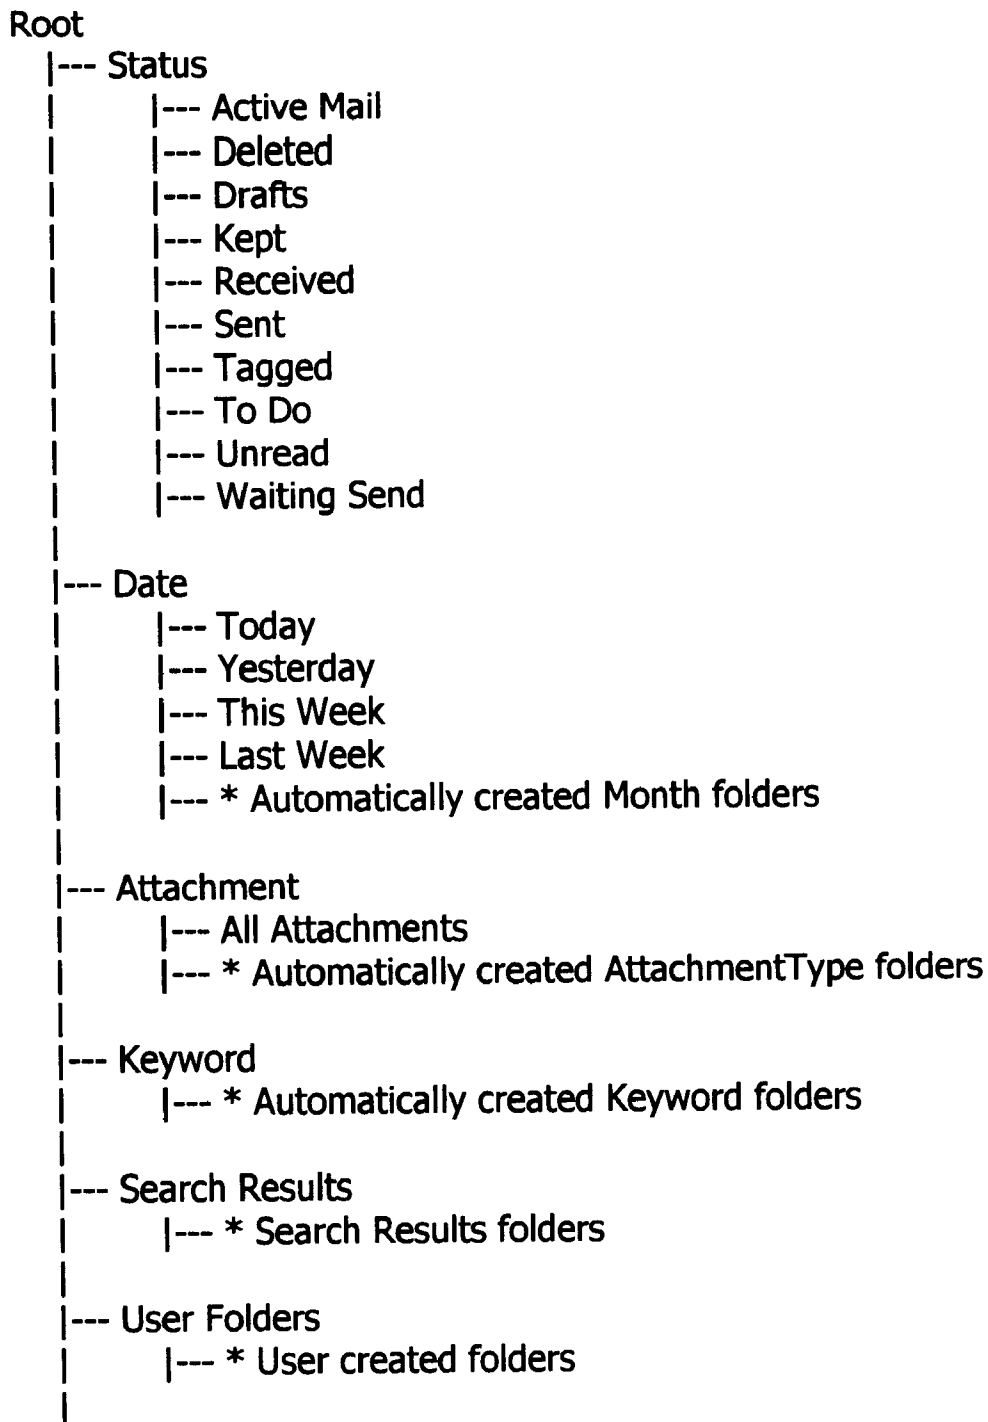 Root
|--- Status
|--- Active Mail
|--- Deleted
|--- Drafts
|--- Kept
|--- Received
|--- Sent
|--- Tagged
|--- To Do
|--- Unread
|--- Waiting Send
|--- Date
|--- Today
|--- Yesterday
|--- This Week
|--- Last Week
|--- * Automatically created Month folders
|--- Attachment
|--- All Attachments
|--- * Automatically created AttachmentType folders
|--- Keyword
|--- * Automatically created Keyword folders
|--- Search Results
|--- * Search Results folders
|--- User Folders
|--- * User created folders